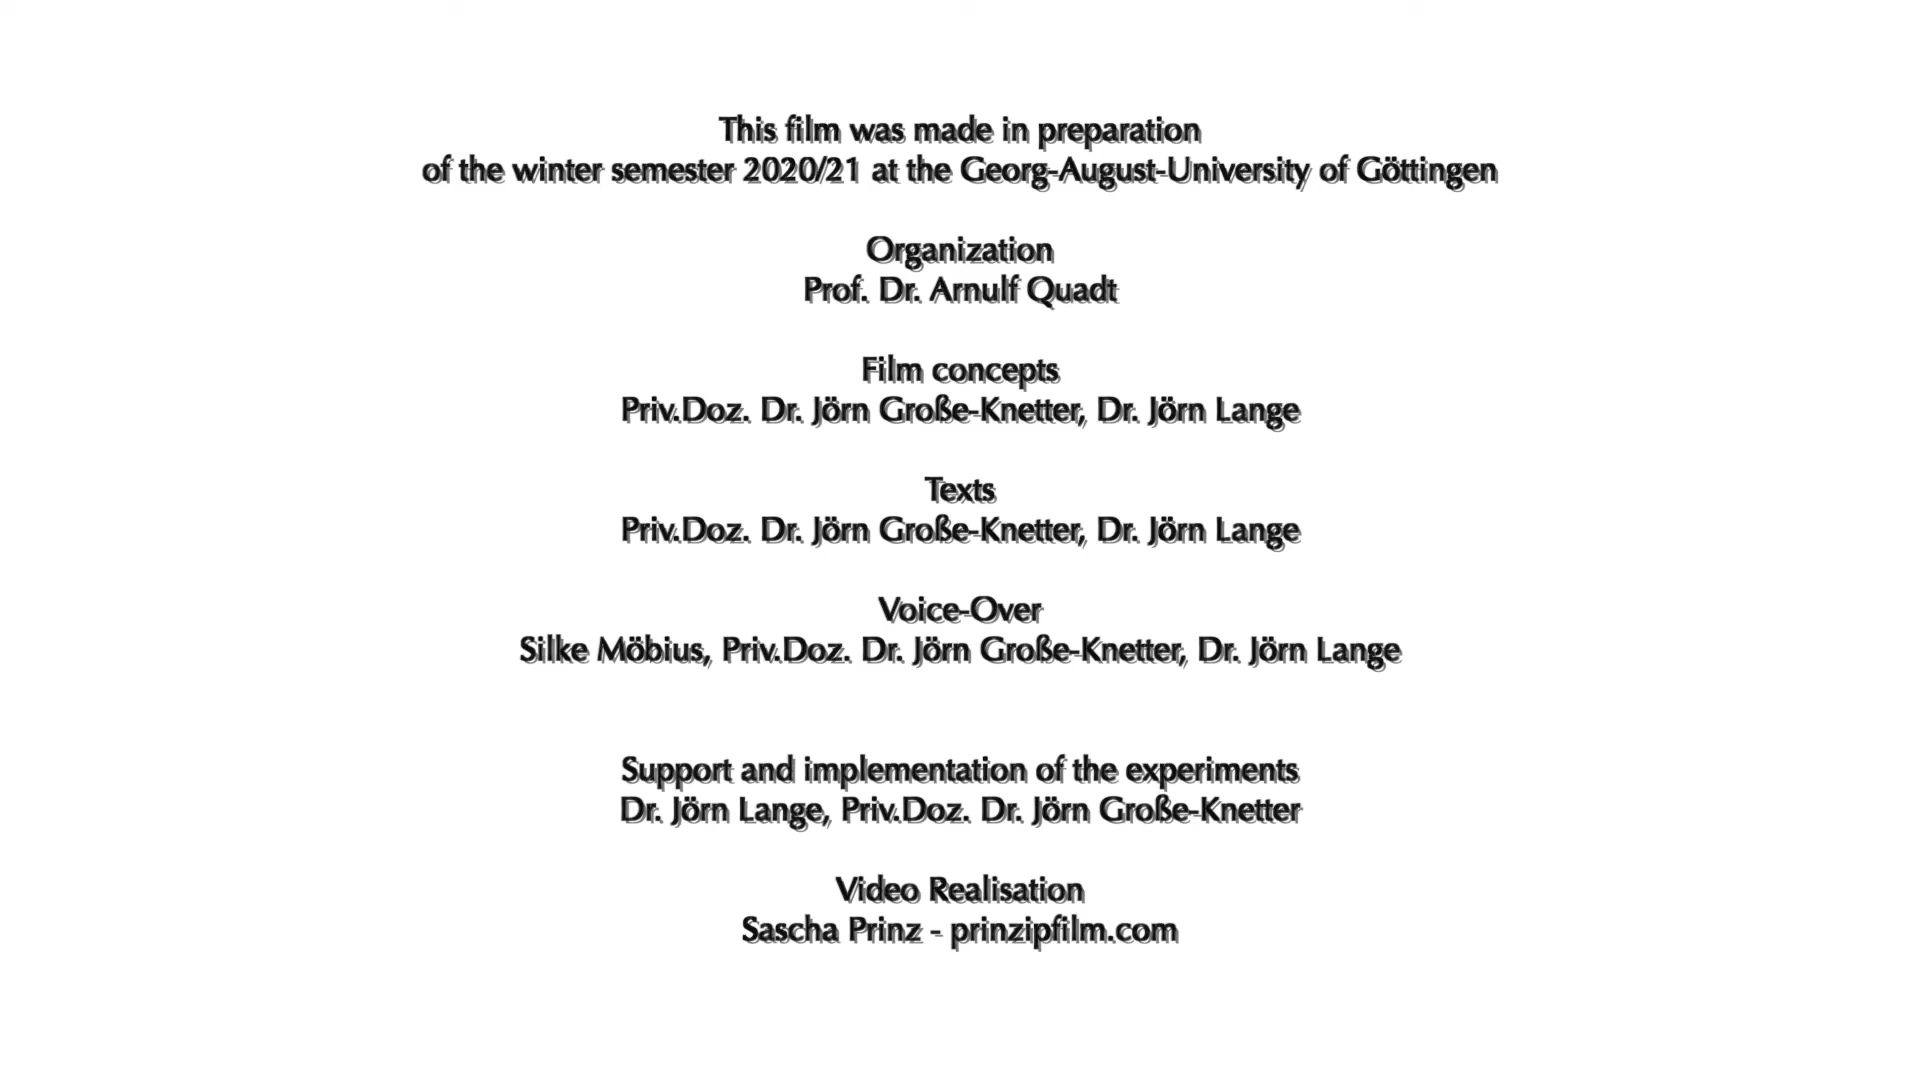 This film was made in preparation
of the winter semester 2020/21 at the Georg-August-University of Göttingen
Organization
Prof. Dr. Arnulf Quadt
Film concepts
Priv.Doz. Dr. Jörn Große-Knetter, Dr. Jörn Lange
Texts
Priv.Doz. Dr. Jörn Große-Knetter, Dr. Jörn Lange
Voice-Over
Silke Möbius, Priv.Doz. Dr. Jörn Große-Knetter, Dr. Jörn Lange
Support and implementation of the experiments
Dr. Jörn Lange, Priv.Doz. Dr. Jörn Große-Knetter
Video Realisation
Sascha Prinz - prinzipfilm.com